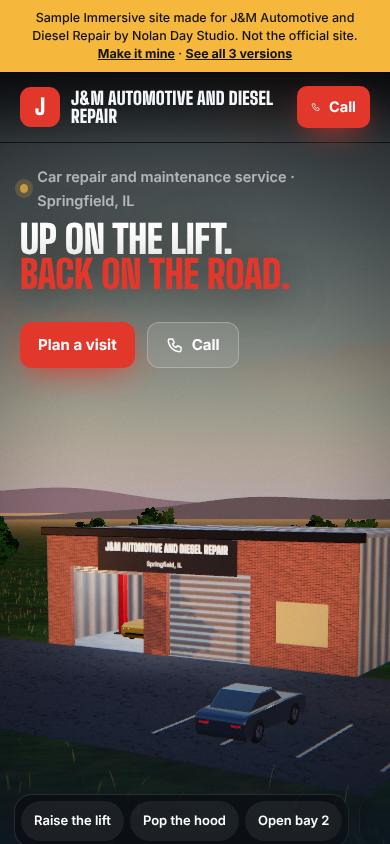 Sample Immersive site made for J&M Automotive and
Diesel Repair by Nolan Day Studio. Not the official site.
Make it mine · See all 3 versions
J
J&M AUTOMOTIVE AND DIESEL
REPAIR
Call
Car repair and maintenance service ·
Springfield, IL
UP ON THE LIFT.
BACK ON THE ROAD.
Plan a visit
Call
J&M AUTOMOTIVE AND DIESEL REPAIR
Springfield, IL
Raise the lift
Pop the hood
Open bay 2